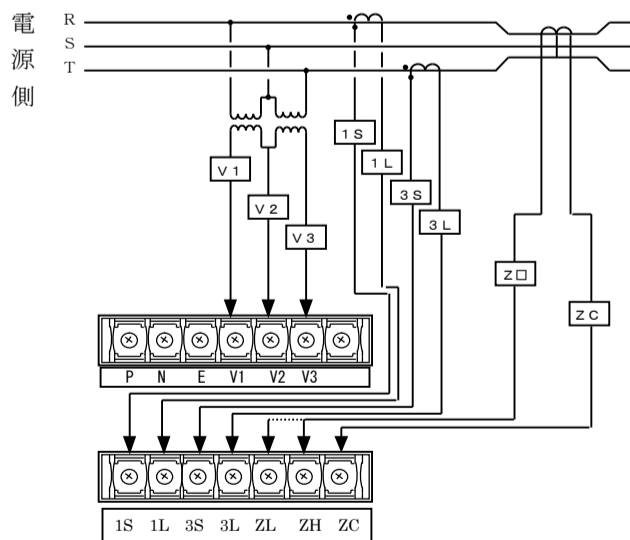 電源側
R
S
T
1S
1L
V1
3S
V2
3L
V3
Z□
ZC
P N E V1 V2 V3
1S 1L 3S 3L ZL ZH ZC